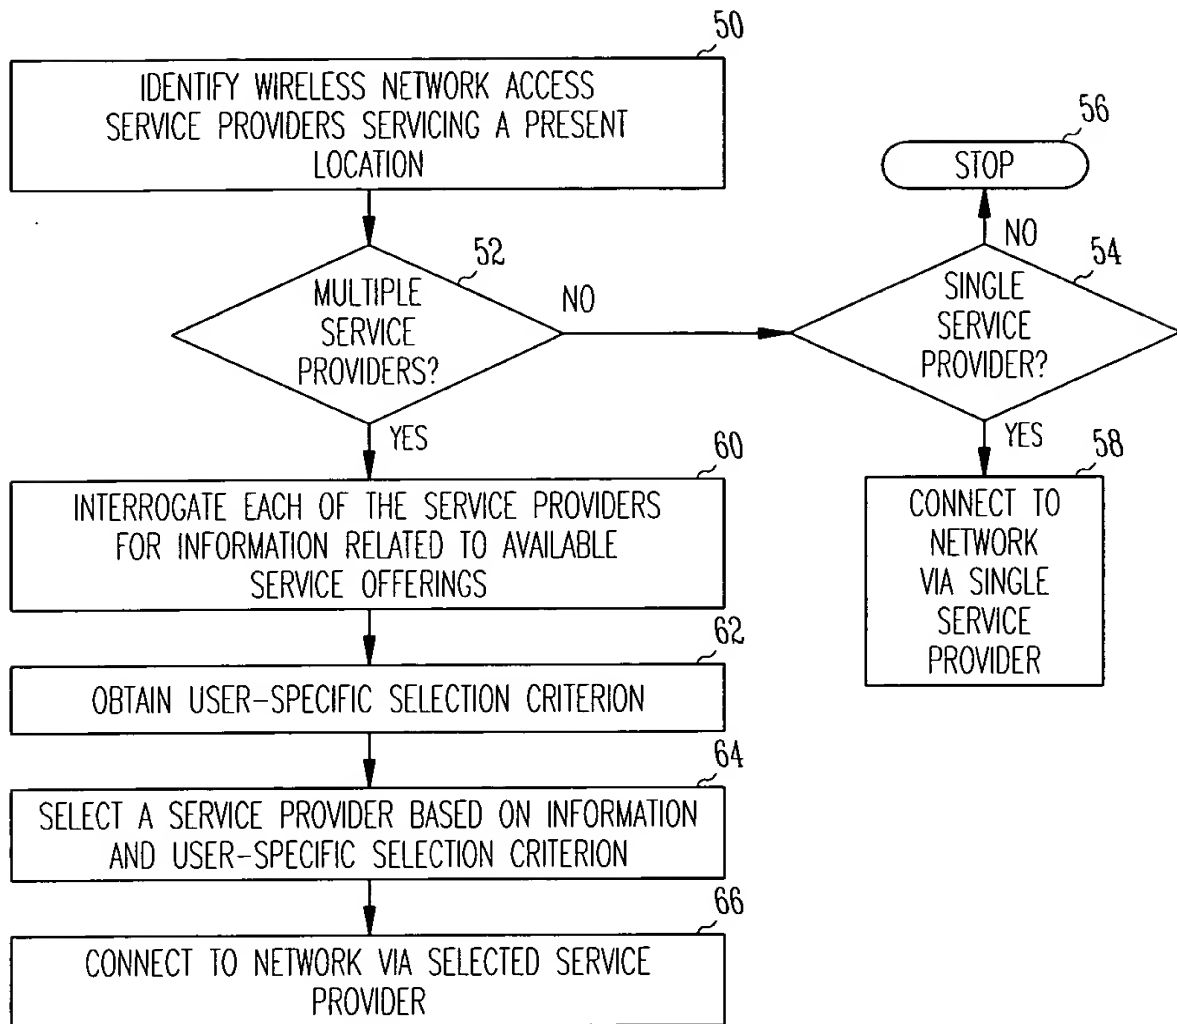 50
IDENTIFY WIRELESS NETWORK ACCESS
SERVICE PROVIDERS SERVICING A PRESENT
LOCATION
56
STOP
NO
52
MULTIPLE
SERVICE
PROVIDERS?
NO
54
SINGLE
SERVICE
PROVIDER?
YES
YES
60
INTERROGATE EACH OF THE SERVICE PROVIDERS
FOR INFORMATION RELATED TO AVAILABLE
SERVICE OFFERINGS
58
CONNECT TO
NETWORK
VIA SINGLE
SERVICE
PROVIDER
62
OBTAIN USER-SPECIFIC SELECTION CRITERION
64
SELECT A SERVICE PROVIDER BASED ON INFORMATION
AND USER-SPECIFIC SELECTION CRITERION
66
CONNECT TO NETWORK VIA SELECTED SERVICE
PROVIDER